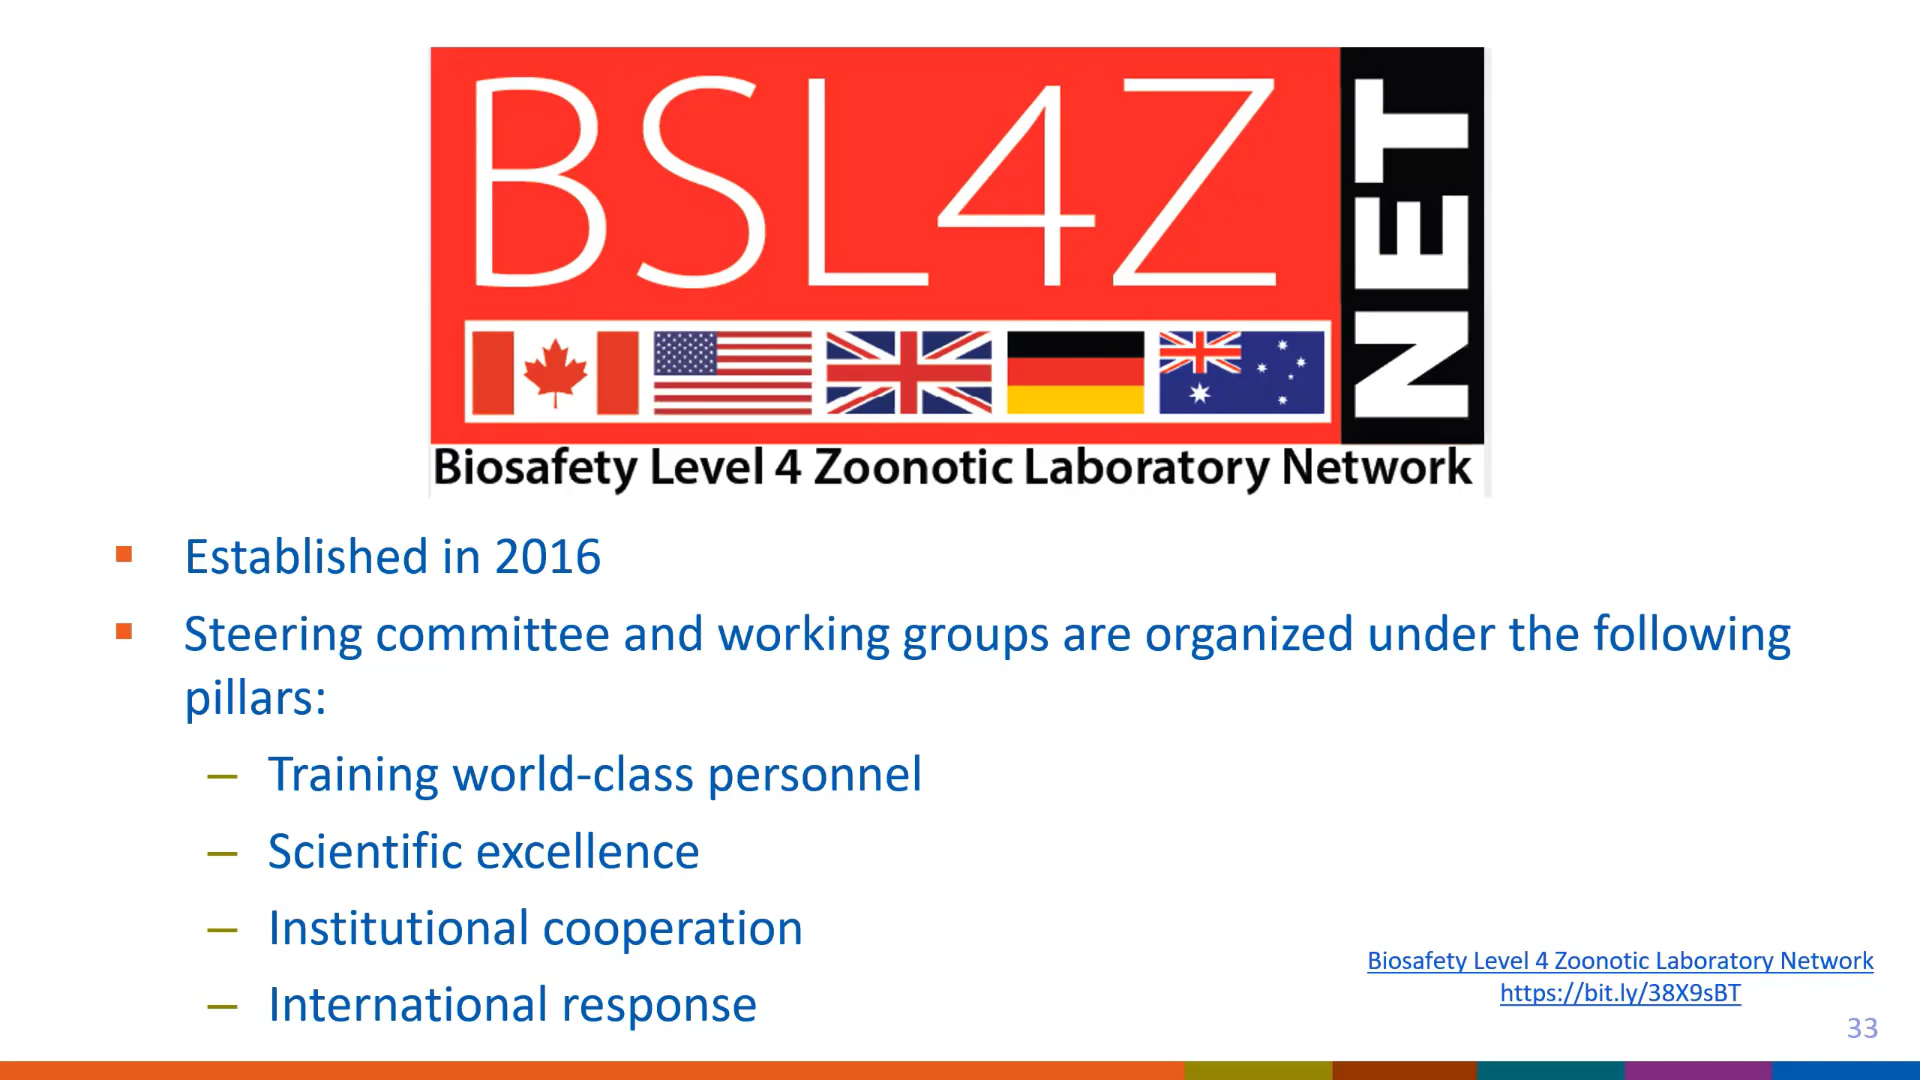 BSL4Z
NET
Biosafety Level 4 Zoonotic Laboratory Network
▪ Established in 2016
▪ Steering committee and working groups are organized under the following
pillars:
– Training world-class personnel
– Scientific excellence
– Institutional cooperation
– International response
Biosafety Level 4 Zoonotic Laboratory Network
https://bit.ly/38X9sBT
33